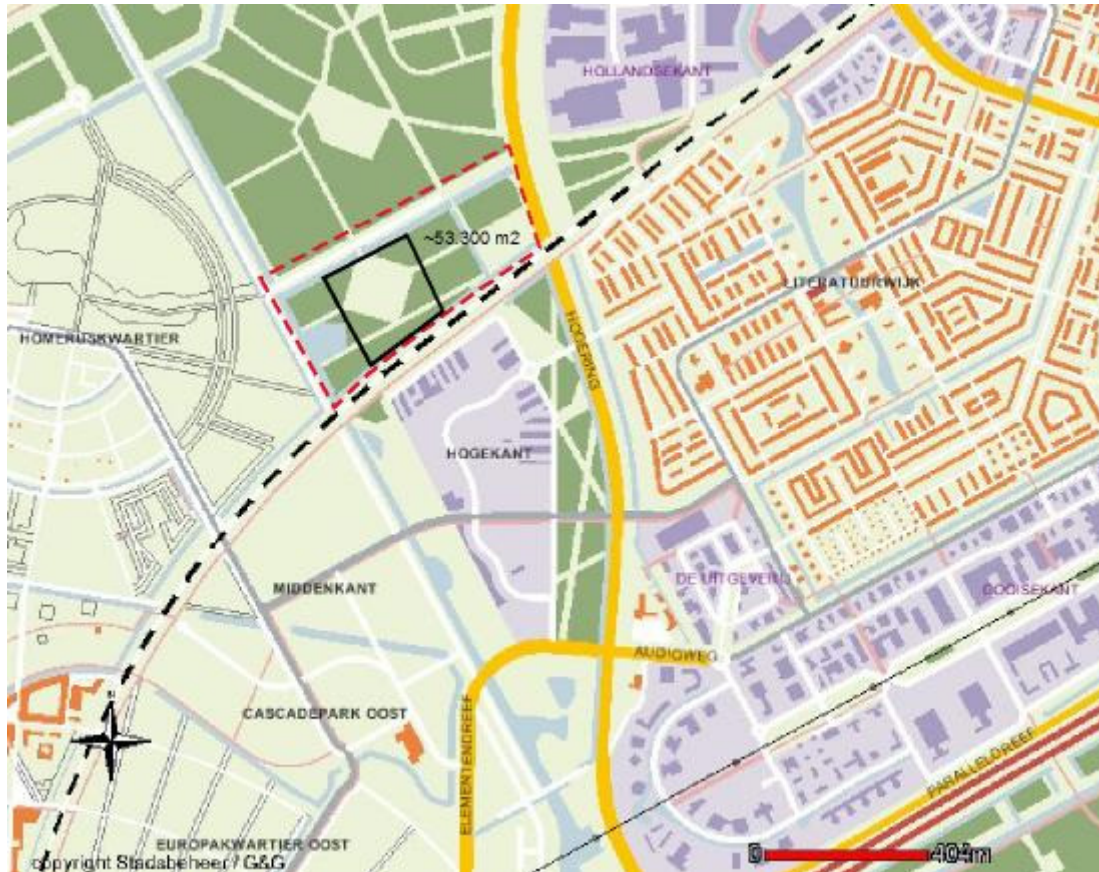 HOLLANDSEKANT
~53.300 m2
LITERATUURWIJK
HOMERUSKWARTIER
HOGERING
HOGEKANT
MIDDENKANT
DE UITGEVERIJ
GOOISEKANT
AUDIOWEG
CASCADEPARK OOST
ELEMENTENDREEF
PARALLELDREEF
EUROPAKWARTIER OOST
copyright Stadsbeheer / G&G
0 404m